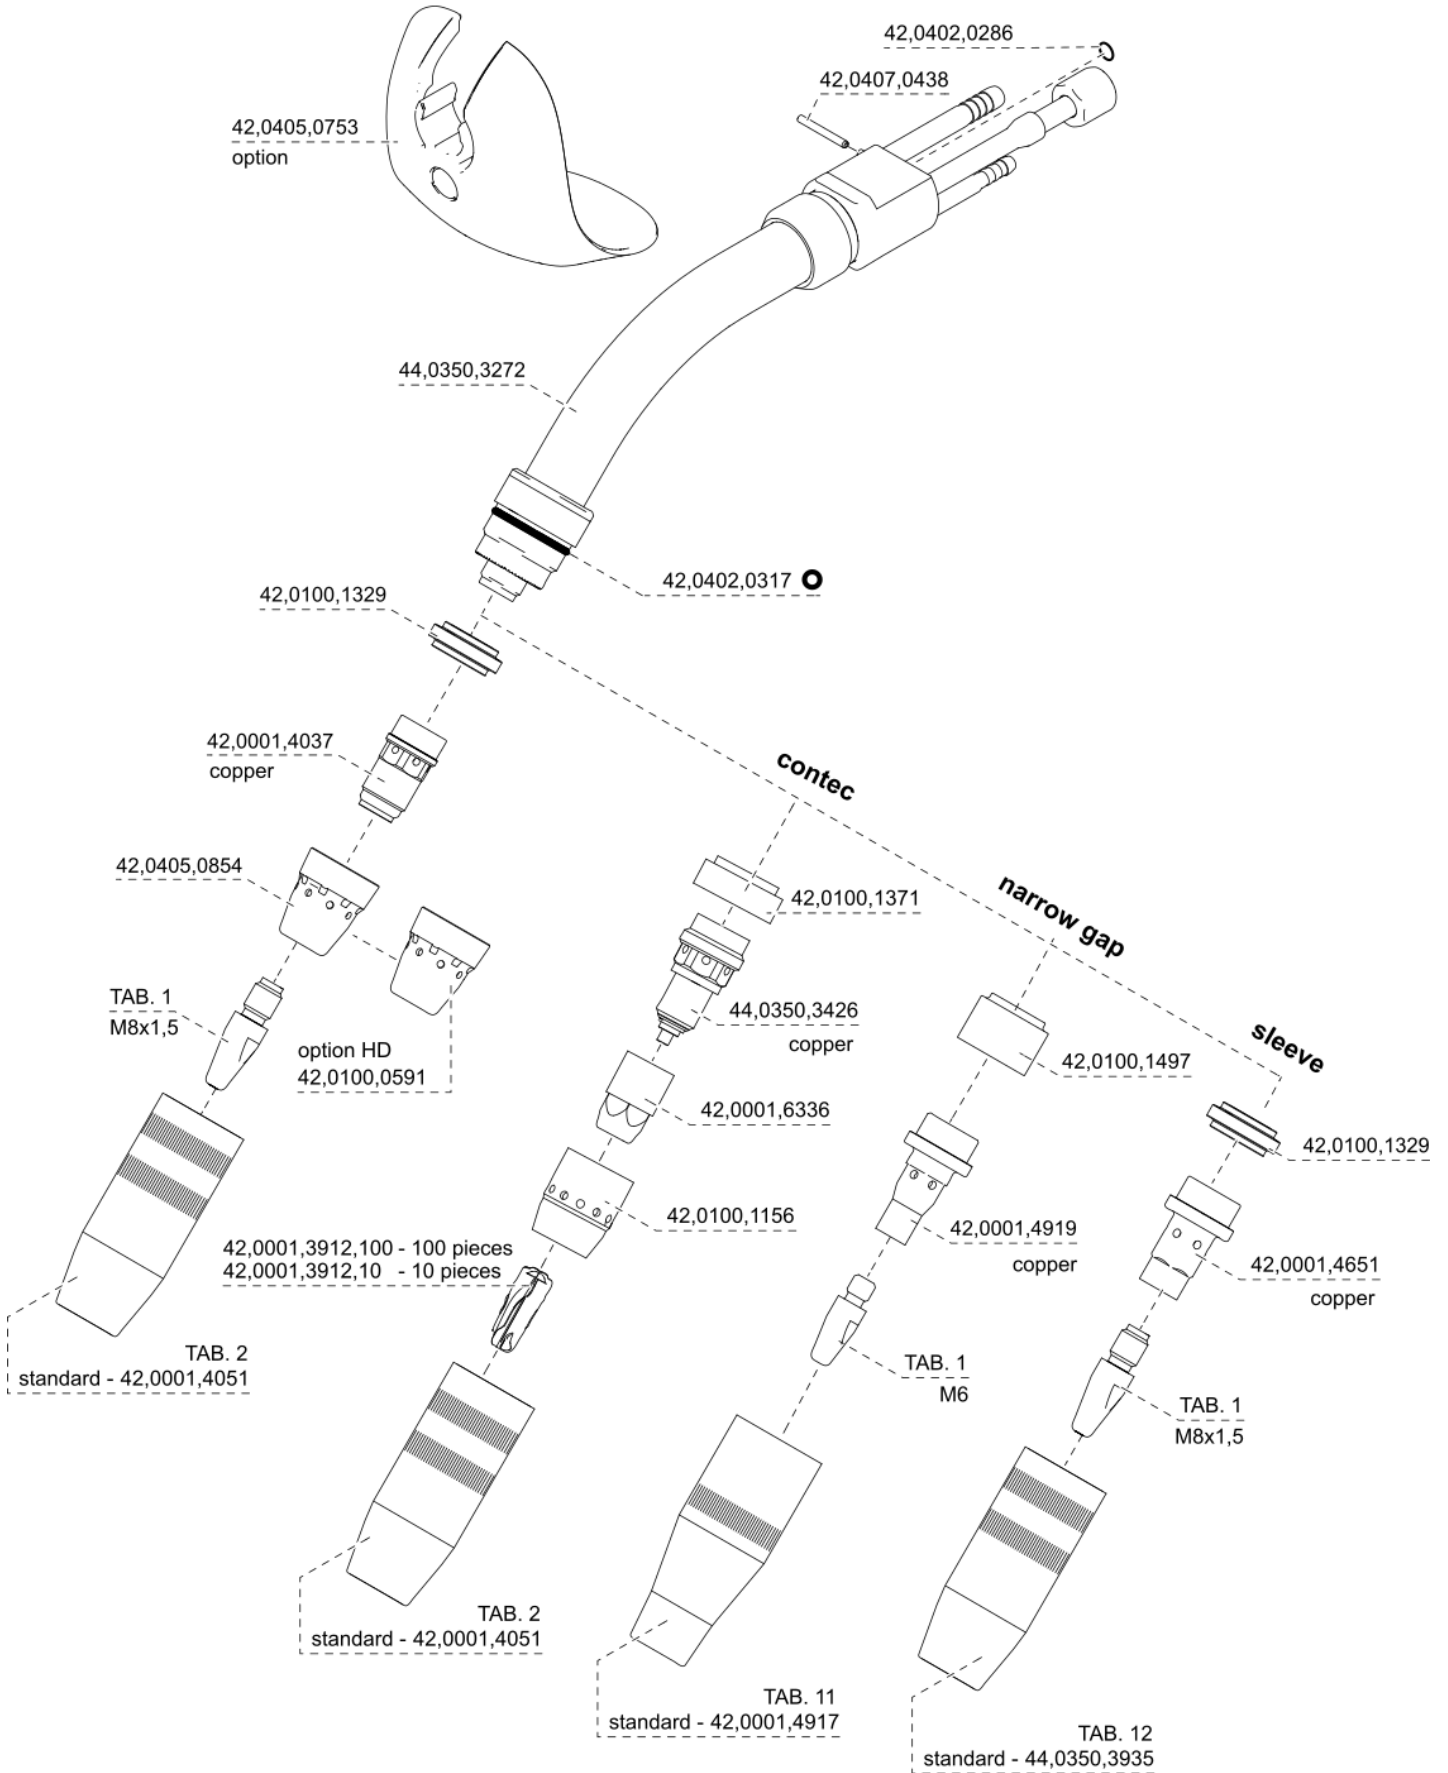 42,0402,0286
42,0407,0438
42,0405,0753
option
44,0350,3272
42,0402,0317
42,0100,1329
42,0001,4037
copper
contec
42,0405,0854
42,0100,1371
narrow gap
TAB. 1
M8x1,5
option HD
42,0100,0591
44,0350,3426
copper
sleeve
42,0100,1497
42,0001,6336
42,0100,1329
42,0100,1156
42,0001,4919
copper
42,0001,3912,100 - 100 pieces
42,0001,3912,10 - 10 pieces
42,0001,4651
copper
TAB. 2
standard - 42,0001,4051
TAB. 1
M6
TAB. 1
M8x1,5
TAB. 2
standard - 42,0001,4051
TAB. 11
standard - 42,0001,4917
TAB. 12
standard - 44,0350,3935